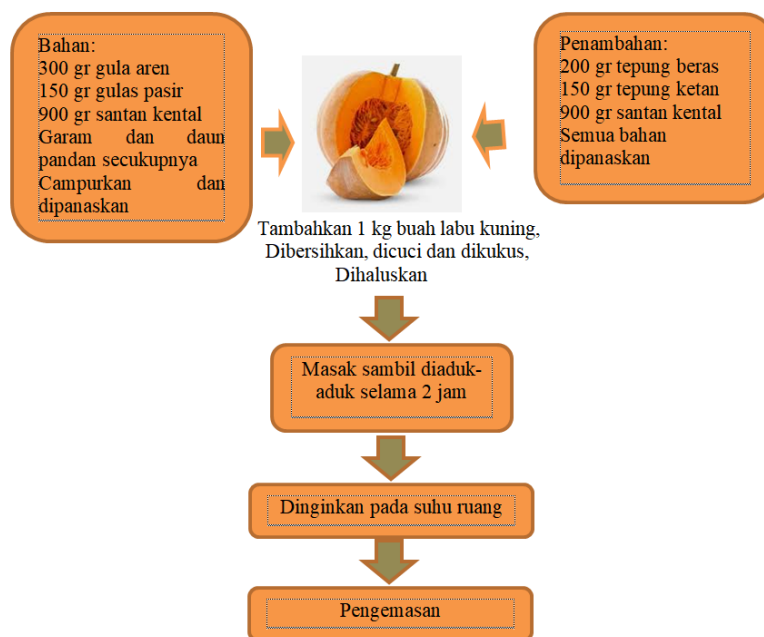 Bahan:
300 gr gula aren
150 gr gulas pasir
900 gr santan kental
Garam dan daun
pandan secukupnya
Campurkan dan
dipanaskan
Penambahan:
200 gr tepung beras
150 gr tepung ketan
900 gr santan kental
Semua bahan
dipanaskan
Tambahkan 1 kg buah labu kuning,
Dibersihkan, dicuci dan dikukus,
Dihaluskan
Masak sambil diaduk-
aduk selama 2 jam
Dinginkan pada suhu ruang
Pengemasan